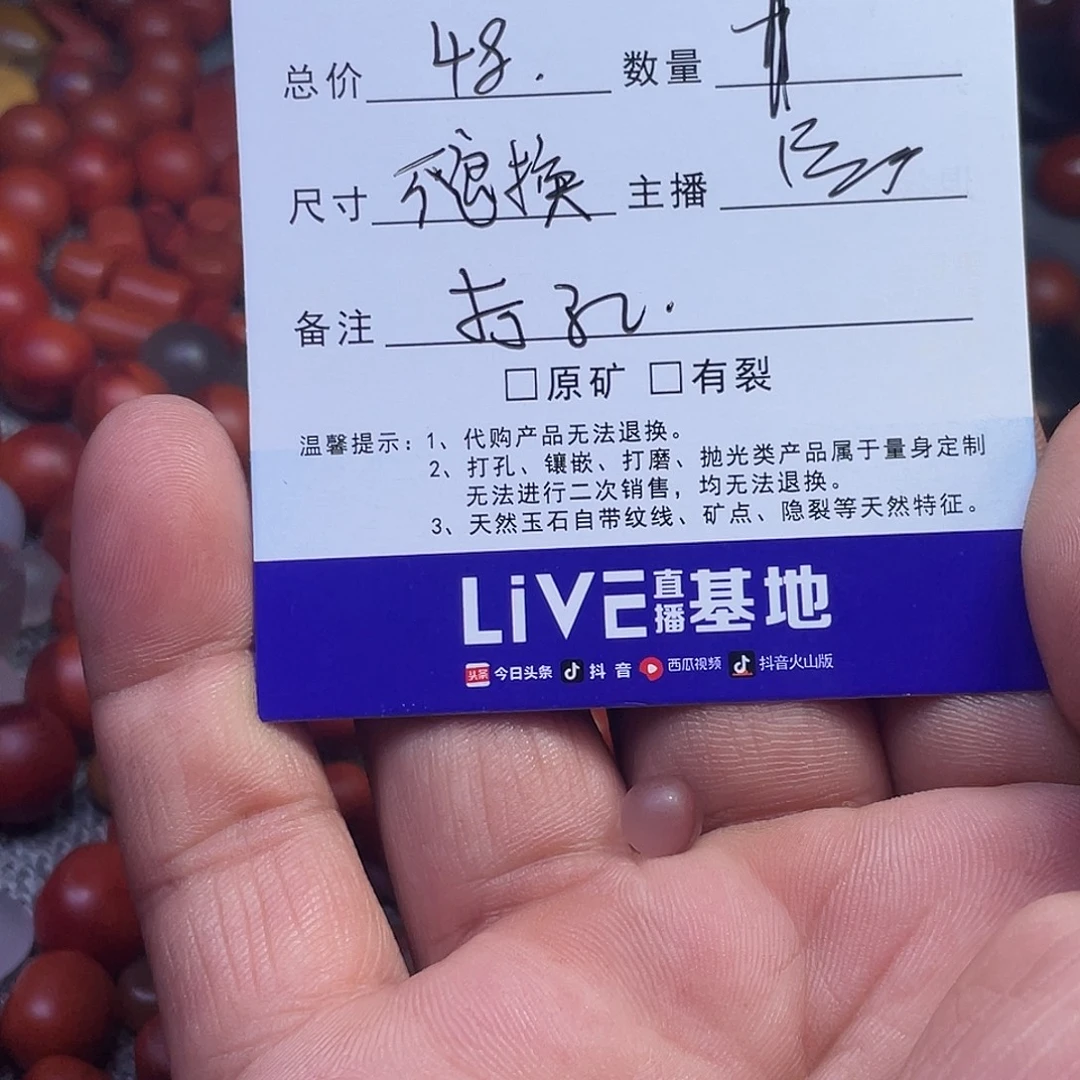 总价 48. 数量
尺寸 不退换 主播
备注 打孔.
□原矿 □有裂
温馨提示：1、代购产品无法退换。
2、打孔、镶嵌、打磨、抛光类产品属于量身定制
无法进行二次销售，均无法退换。
3、天然玉石自带纹线、矿点、隐裂等天然特征。
LiVE直播基地
头条 今日头条 抖音 西瓜视频 抖音火山版